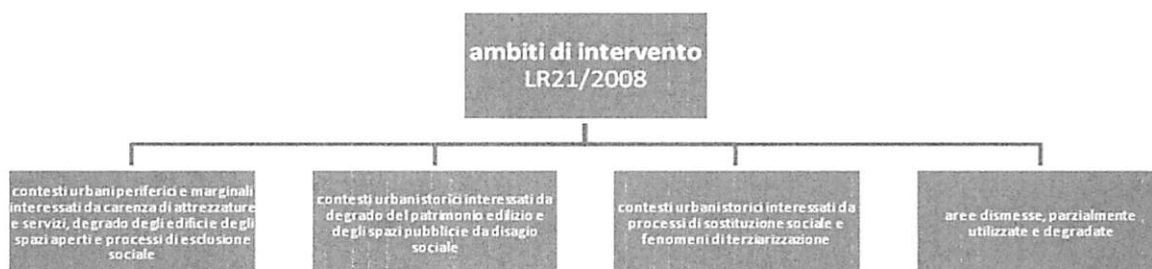 ambiti di intervento
LR21/2008
contesti urbani periferici e marginali
interessati da carenza di attrezzature
e servizi, degrado degli edifici e degli
spazi aperti e processi di esclusione
sociale
contesti urbani storici interessati da
degrado del patrimonio edilizio e
degli spazi pubblici e da disagio
sociale
contesti urbani storici interessati da
processi di sostituzione sociale e
fenomeni di terziarizzazione
aree dismesse, parzialmente
utilizzate e degradate